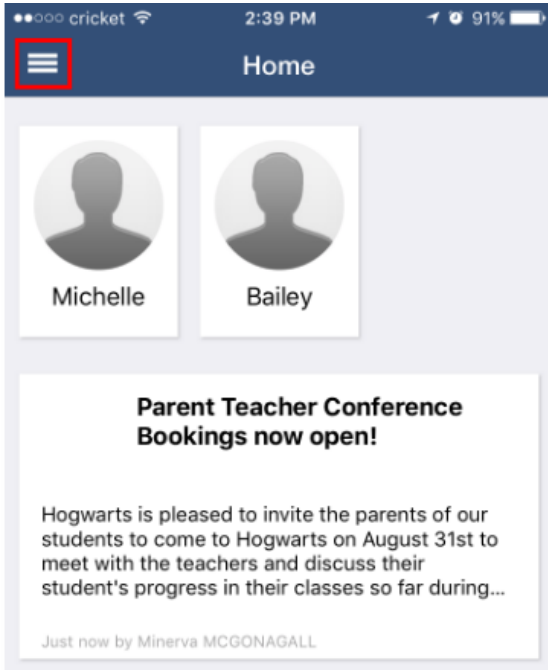 cricket 2:39 PM 91%
Home
Michelle Bailey
Parent Teacher Conference
Bookings now open!
Hogwarts is pleased to invite the parents of our
students to come to Hogwarts on August 31st to
meet with the teachers and discuss their
student's progress in their classes so far during...
Just now by Minerva MCGONAGALL